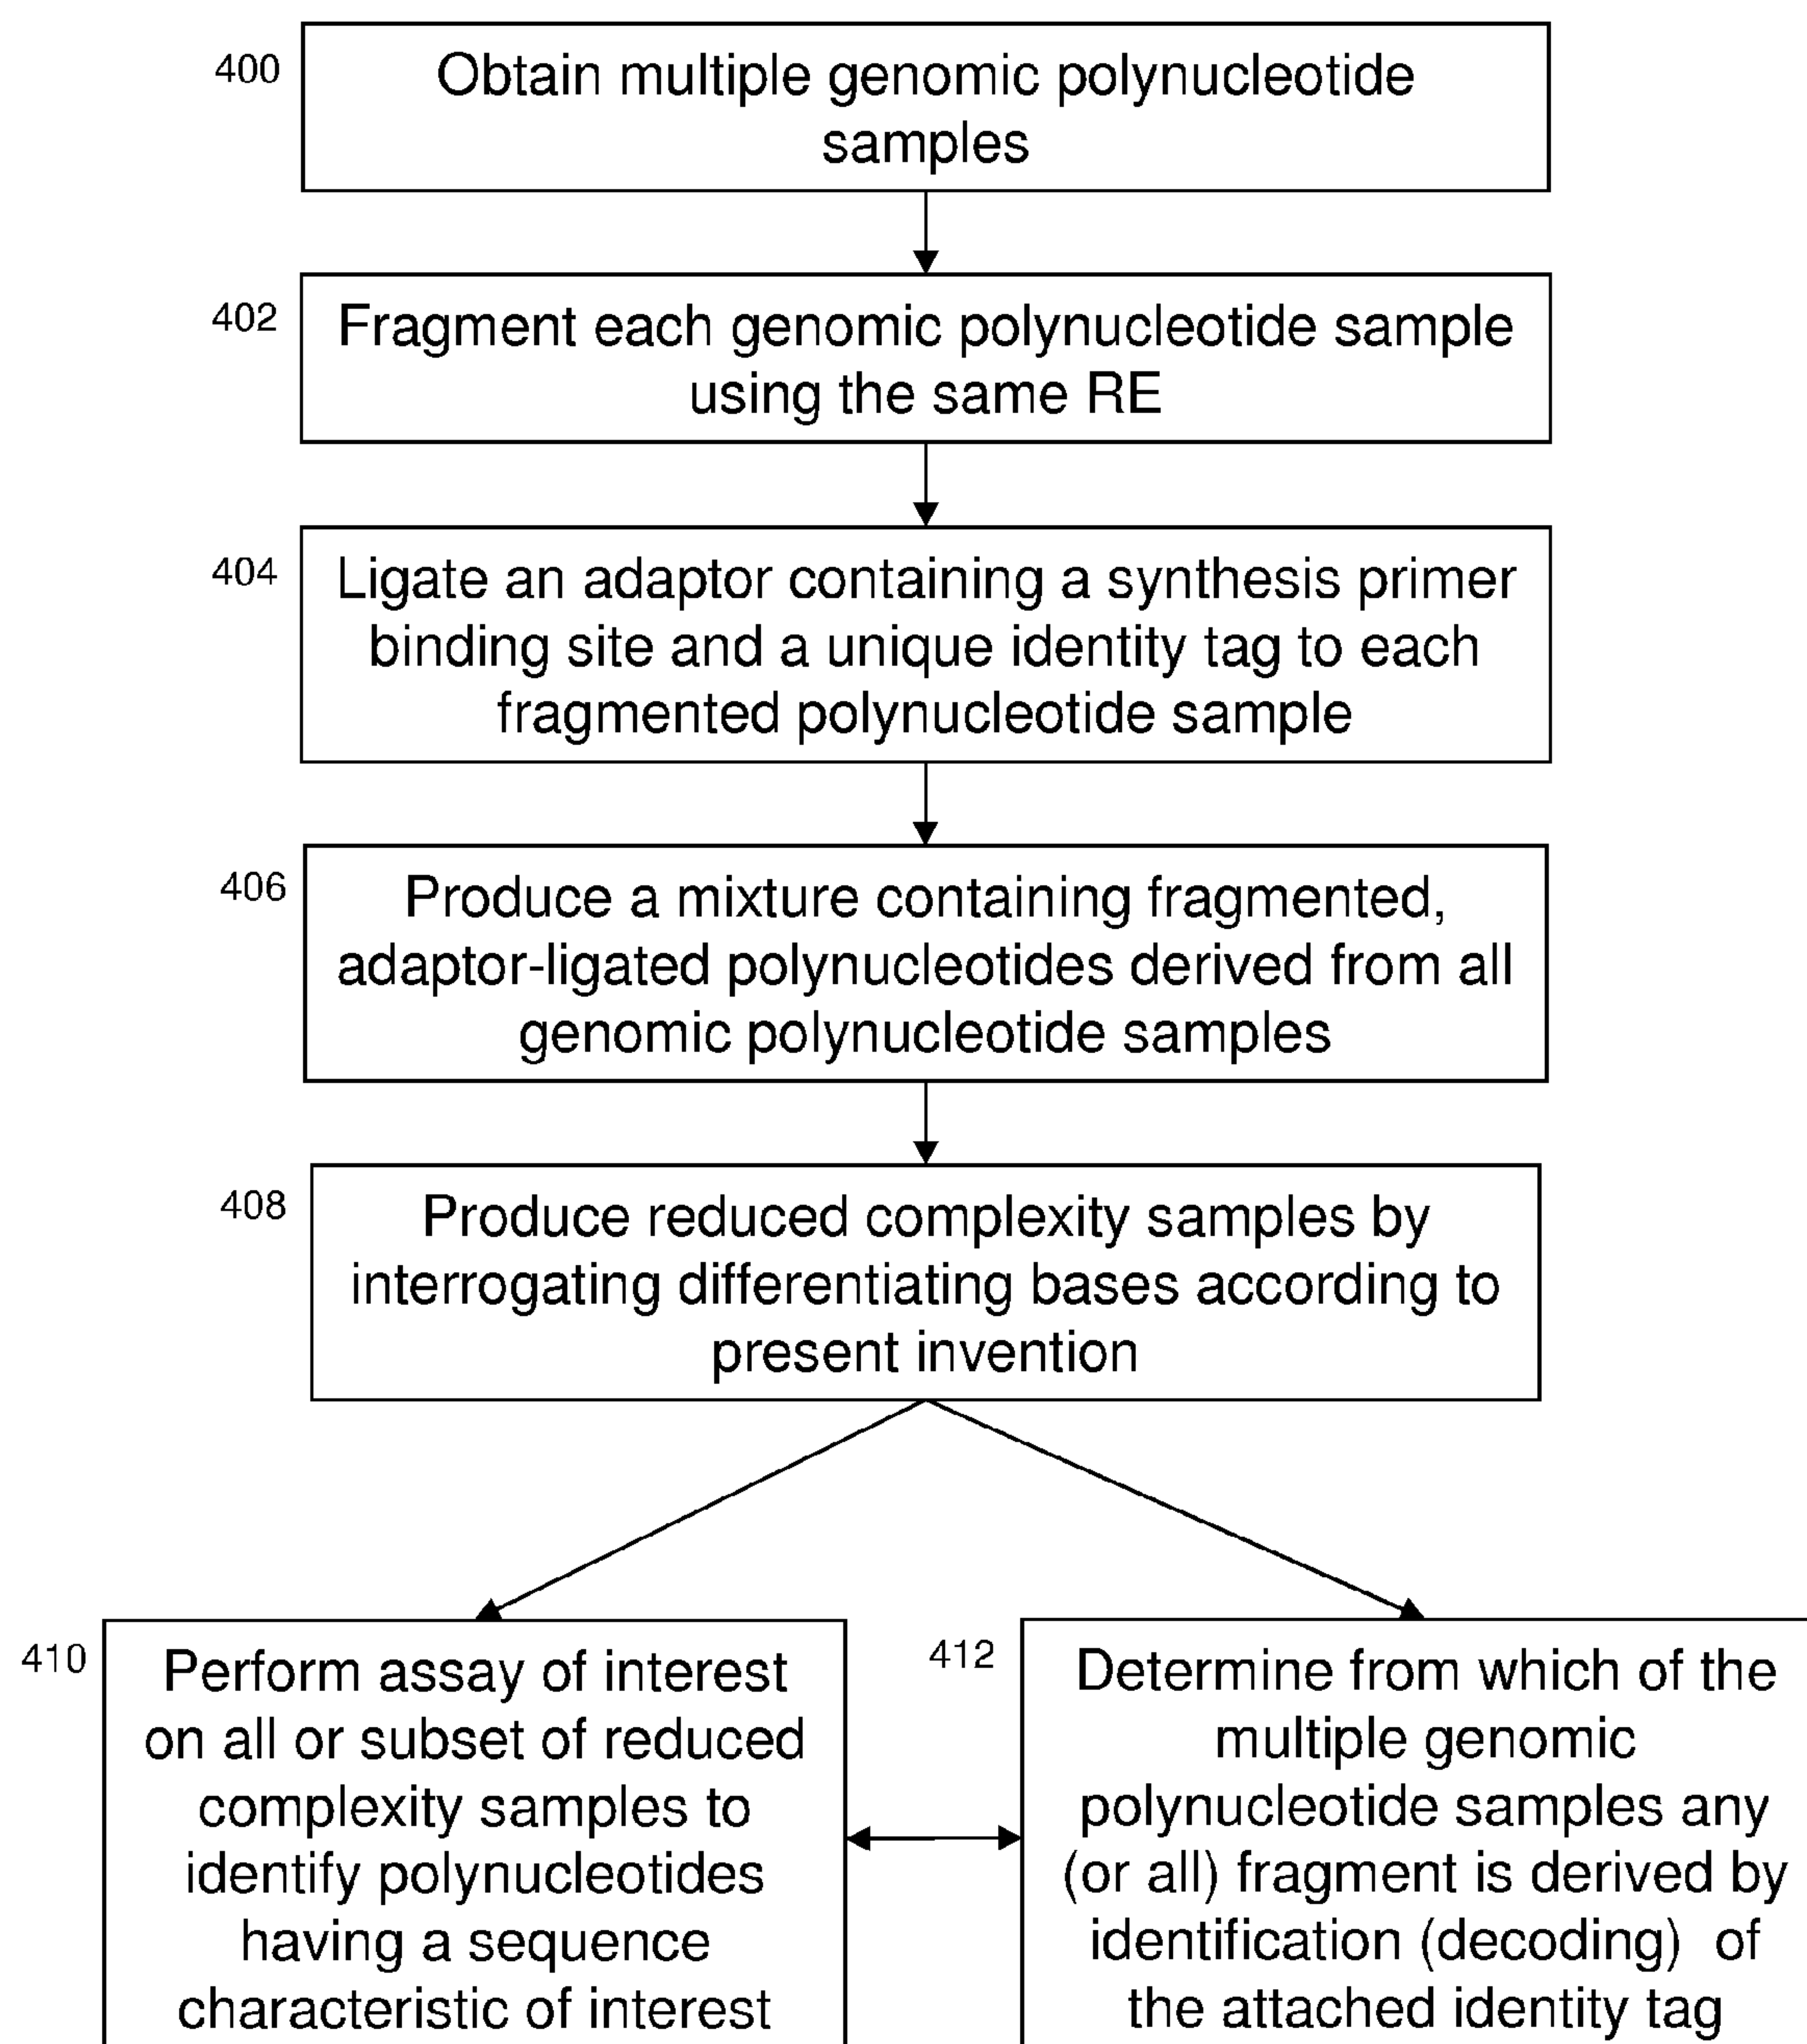 400
Obtain multiple genomic polynucleotide
samples
402
Fragment each genomic polynucleotide sample
using the same RE
404
Ligate an adaptor containing a synthesis primer
binding site and a unique identity tag to each
fragmented polynucleotide sample
406
Produce a mixture containing fragmented,
adaptor-ligated polynucleotides derived from all
genomic polynucleotide samples
408
Produce reduced complexity samples by
interrogating differentiating bases according to
present invention
410
Perform assay of interest
on all or subset of reduced
complexity samples to
identify polynucleotides
having a sequence
characteristic of interest
412
Determine from which of the
multiple genomic
polynucleotide samples any
(or all) fragment is derived by
identification (decoding) of
the attached identity tag